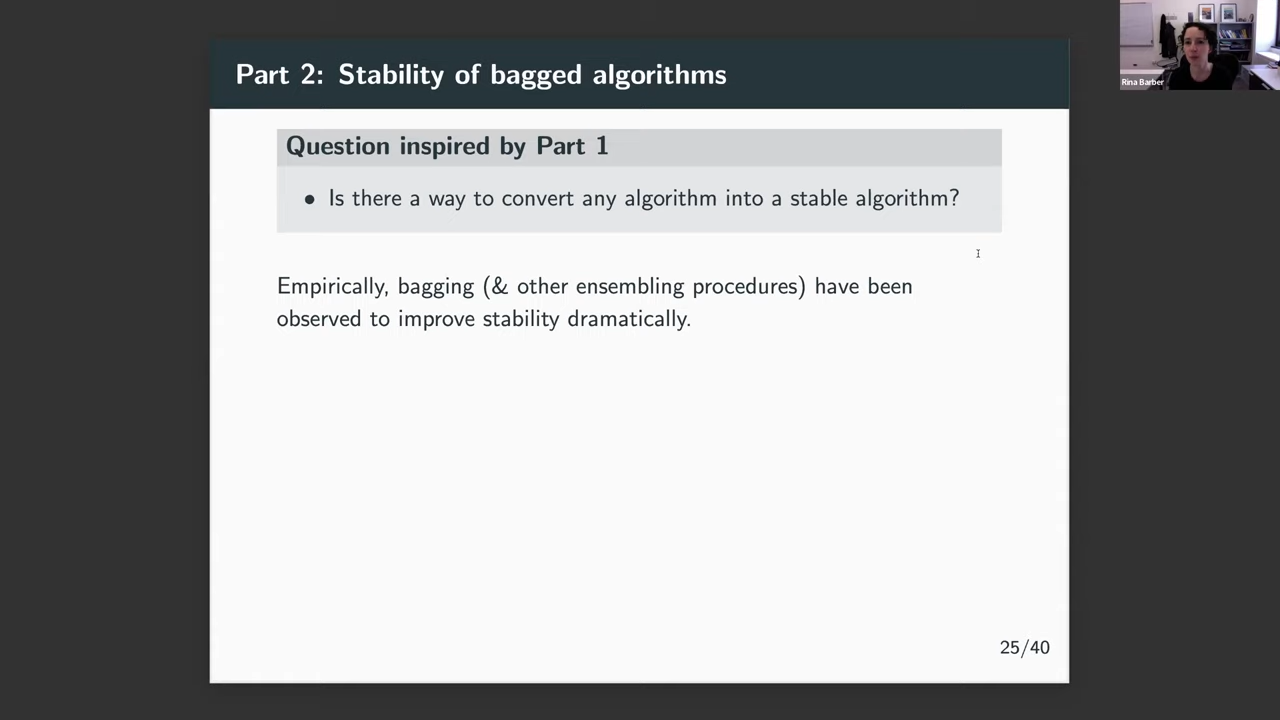 Part 2: Stability of bagged algorithms
Rina Barber
Question inspired by Part 1
• Is there a way to convert any algorithm into a stable algorithm?
Empirically, bagging (& other ensembling procedures) have been
observed to improve stability dramatically.
25/40